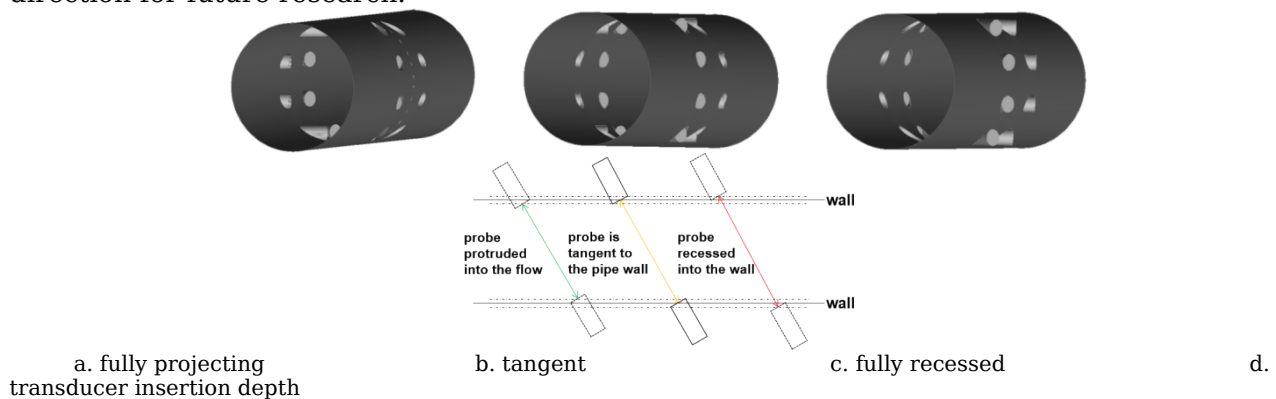 direction for future research.
wall
probe
protruded
into the flow
probe is
tangent to
the pipe wall
probe
recessed
into the wall
wall
a. fully projecting b. tangent c. fully recessed d.
transducer insertion depth